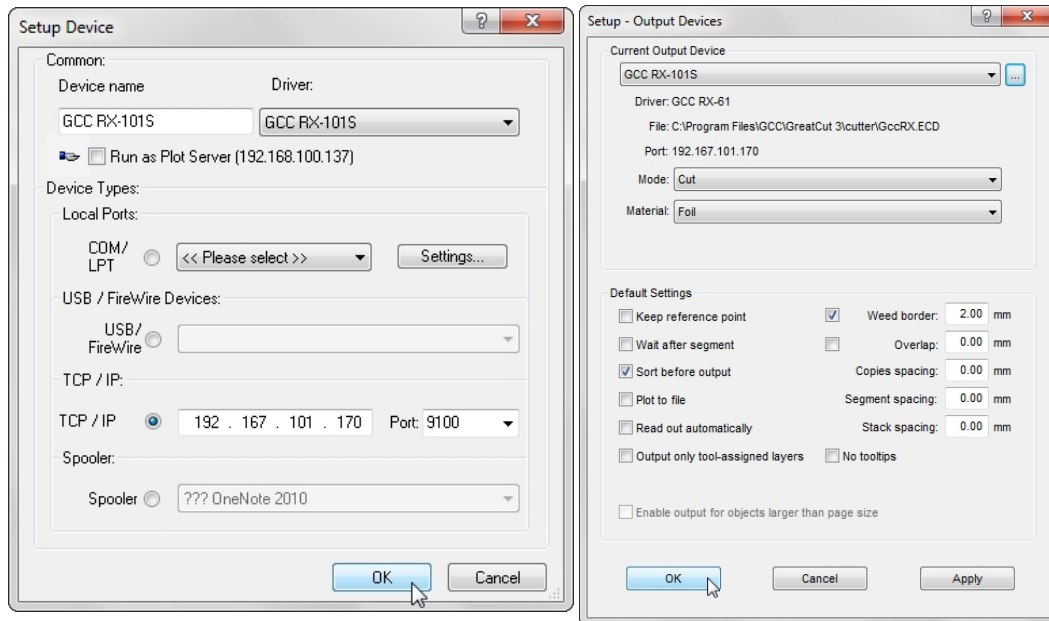 Setup Device
Common:
Device name
Driver:
GCC RX-101S
GCC RX-101S
Run as Plot Server (192.168.100.137)
Device Types:
Local Ports:
COM/
LPT
<< Please select >>
Settings...
USB / FireWire Devices:
USB/
FireWire
TCP / IP:
TCP / IP
192 . 167 . 101 . 170
Port: 9100
Spooler:
Spooler
??? OneNote 2010
OK
Cancel
Setup - Output Devices
Current Output Device
GCC RX-101S
...
Driver: GCC RX-61
File: C:\Program Files\GCC\GreatCut 3\cutter\GccRX.ECD
Port: 192.167.101.170
Mode: Cut
Material: Foil
Default Settings
Keep reference point
Weed border: 2.00 mm
Wait after segment
Overlap: 0.00 mm
Sort before output
Copies spacing: 0.00 mm
Plot to file
Segment spacing: 0.00 mm
Read out automatically
Stack spacing: 0.00 mm
Output only tool-assigned layers
No tooltips
Enable output for objects larger than page size
OK
Cancel
Apply